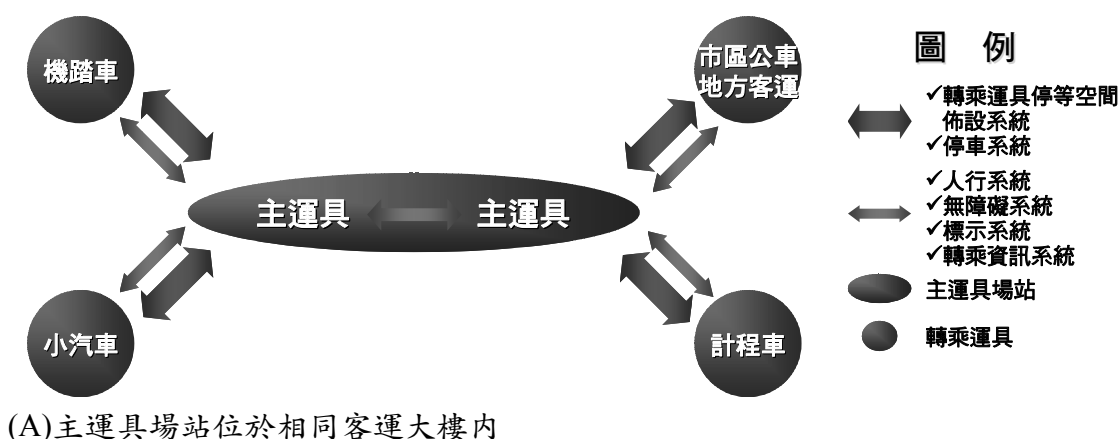 機踏車
市區公車
地方客運
主運具
主運具
小汽車
計程車
圖 例
✓轉乘運具停等空間
佈設系統
✓停車系統
✓人行系統
✓無障礙系統
✓標示系統
✓轉乘資訊系統
主運具場站
轉乘運具
(A)主運具場站位於相同客運大樓內